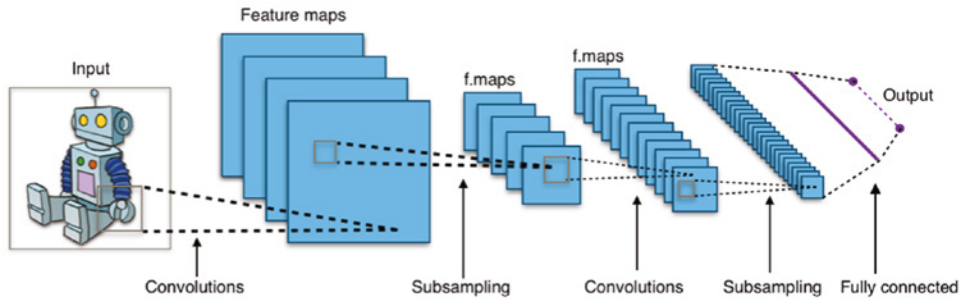 Feature maps
Input
f.maps
f.maps
Output
Convolutions
Subsampling
Convolutions
Subsampling
Fully connected